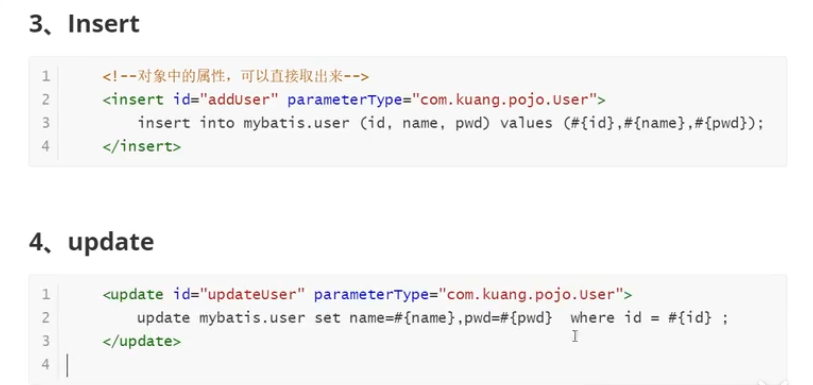 3、Insert
1 <!--对象中的属性，可以直接取出来-->
2 <insert id="addUser" parameterType="com.kuang.pojo.User">
3 insert into mybatis.user (id, name, pwd) values (#{id},#{name},#{pwd});
4 </insert>
4、update
1 <update id="updateUser" parameterType="com.kuang.pojo.User">
2 update mybatis.user set name=#{name},pwd=#{pwd}  where id = #{id} ;
3 </update>
4